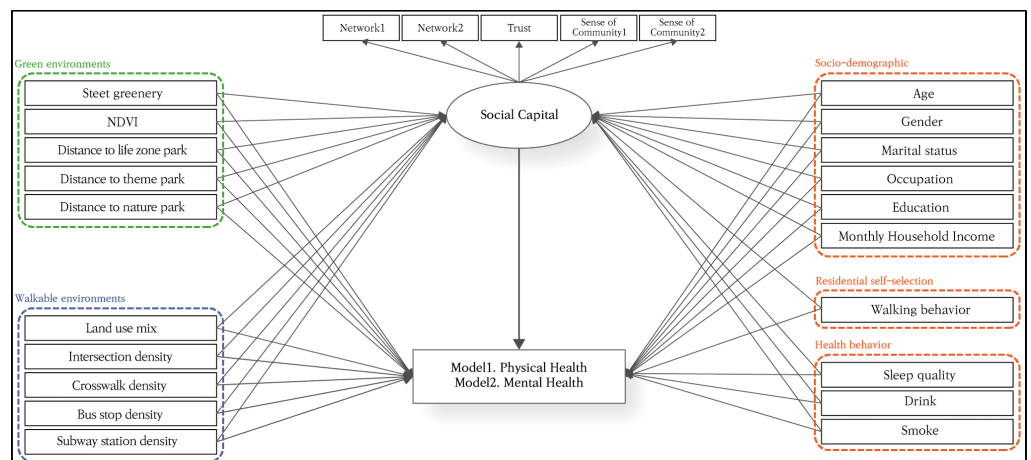 Network1
Network2
Trust
Sense of
Community1
Sense of
Community2
Green environments
Steet greenery
NDVI
Distance to life zone park
Distance to theme park
Distance to nature park
Social Capital
Socio-demographic
Age
Gender
Marital status
Occupation
Education
Monthly Household Income
Walkable environments
Land use mix
Intersection density
Crosswalk density
Bus stop density
Subway station density
Model1. Physical Health
Model2. Mental Health
Residential self-selection
Walking behavior
Health behavior
Sleep quality
Drink
Smoke